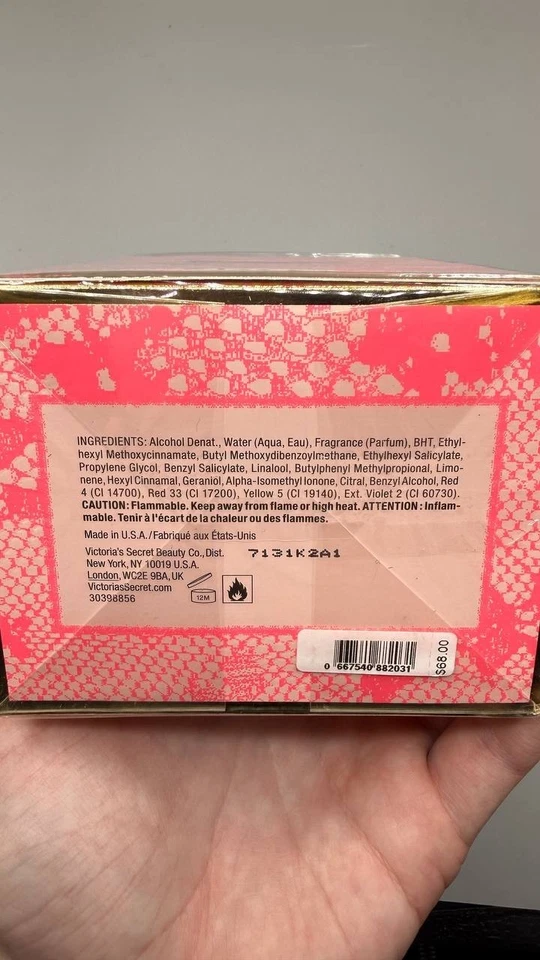 INGREDIENTS: Alcohol Denat., Water (Aqua, Eau), Fragrance (Parfum), BHT, Ethyl-
hexyl Methoxycinnamate, Butyl Methoxydibenzoylmethane, Ethylhexyl Salicylate,
Propylene Glycol, Benzyl Salicylate, Linalool, Butylphenyl Methylpropional, Limo-
nene, Hexyl Cinnamal, Geraniol, Alpha-Isomethyl Ionone, Citral, Benzyl Alcohol, Red
4 (CI 14700), Red 33 (CI 17200), Yellow 5 (CI 19140), Ext. Violet 2 (CI 60730).
CAUTION: Flammable. Keep away from flame or high heat. ATTENTION : Inflam-
mable. Tenir à l'écart de la chaleur ou des flammes.
Made in U.S.A./Fabriqué aux États-Unis
Victoria's Secret Beauty Co., Dist.
7131K2A1
New York, NY 10019 U.S.A.
London, WC2E 9BA, UK
VictoriasSecret.com
30398856
12M
0 667540 882031
$68.00